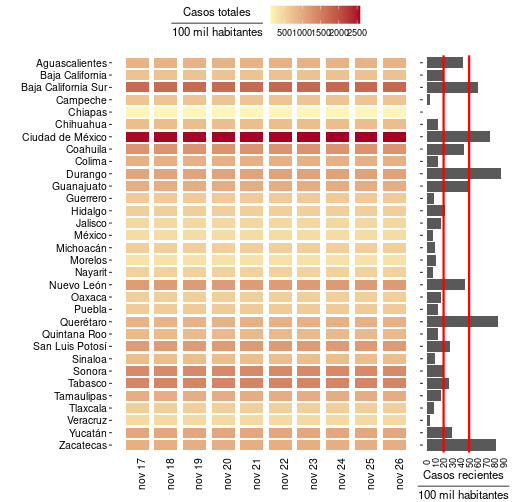 Casos totales
100 mil habitantes
500 1000 1500 2000 2500
Aguascalientes
Baja California
Baja California Sur
Campeche
Chiapas
Chihuahua
Ciudad de México
Coahuila
Colima
Durango
Guanajuato
Guerrero
Hidalgo
Jalisco
México
Michoacán
Morelos
Nayarit
Nuevo León
Oaxaca
Puebla
Querétaro
Quintana Roo
San Luis Potosí
Sinaloa
Sonora
Tabasco
Tamaulipas
Tlaxcala
Veracruz
Yucatán
Zacatecas
nov 17 nov 18 nov 19 nov 20 nov 21 nov 22 nov 23 nov 24 nov 25 nov 26
0 10 20 30 40 50 60 70 80 90
Casos recientes
100 mil habitantes